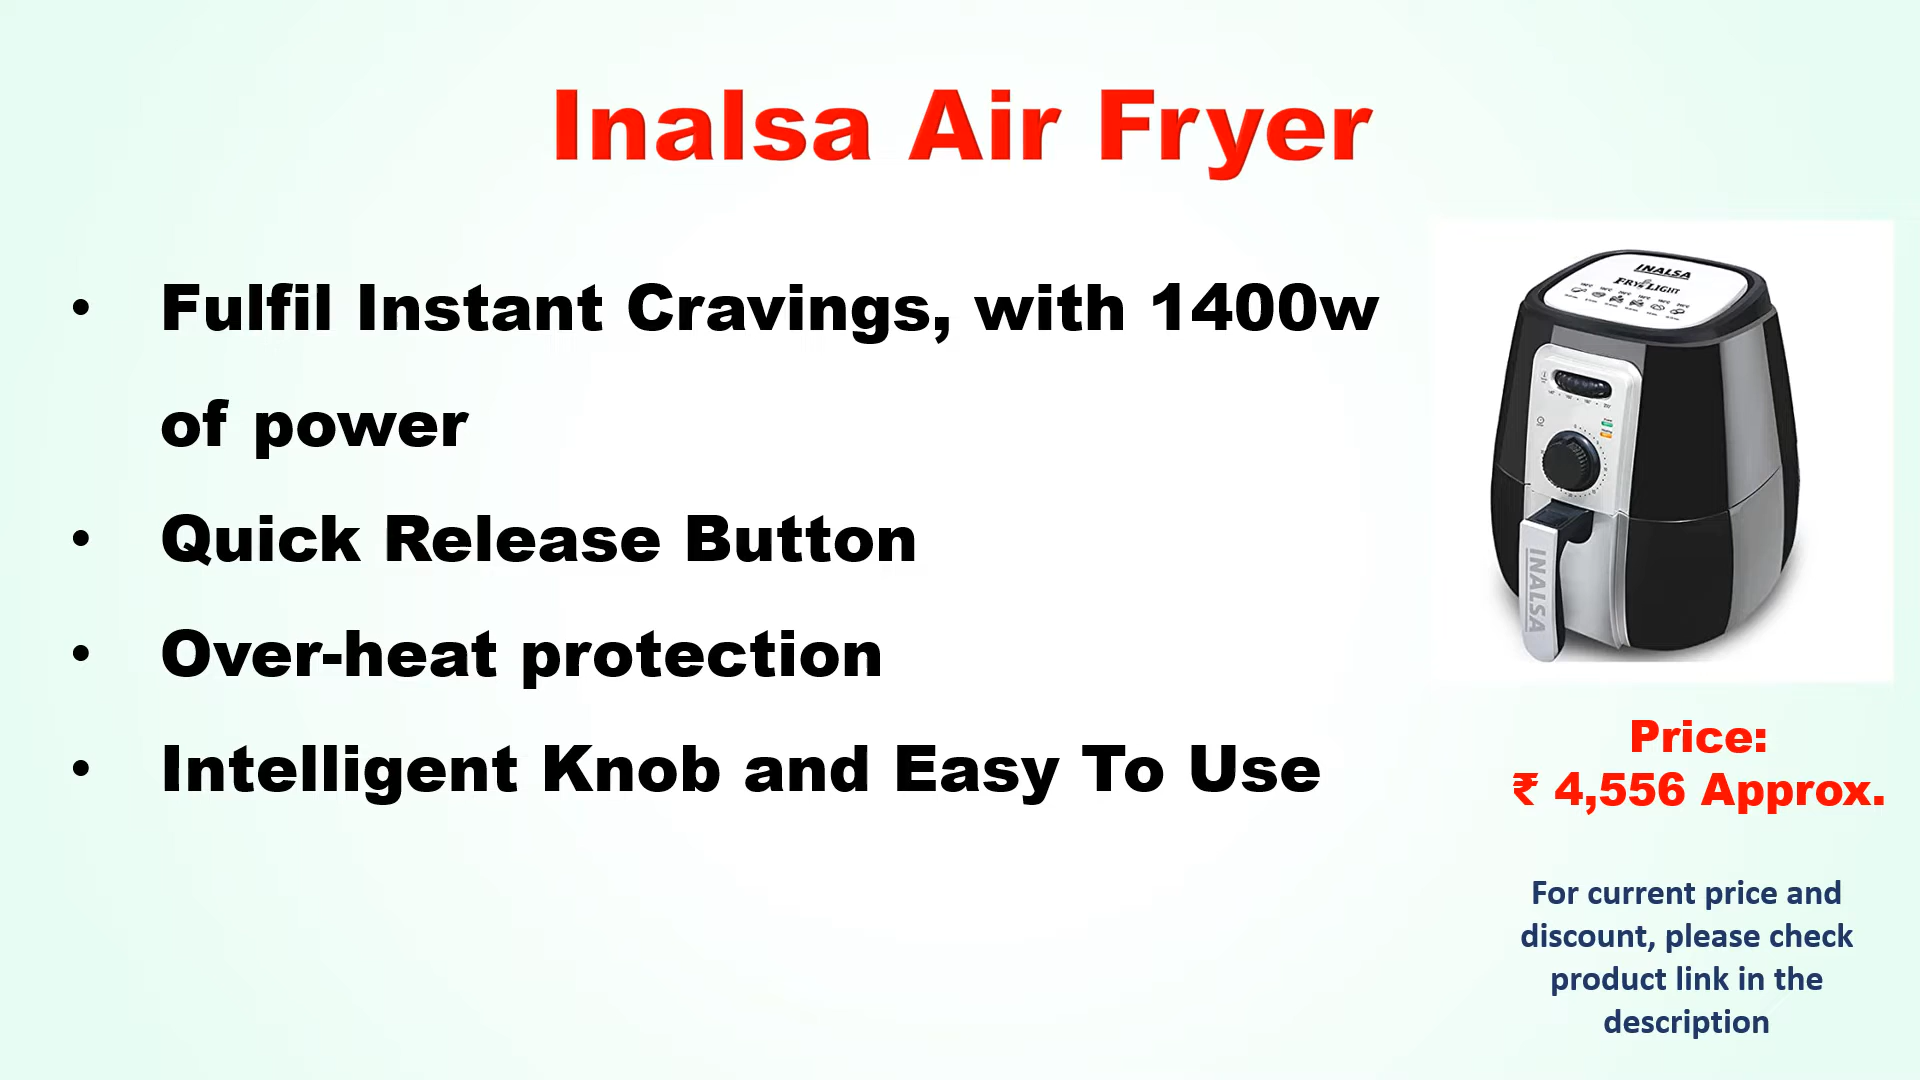 Inalsa Air Fryer
• Fulfil Instant Cravings, with 1400w
of power
• Quick Release Button
• Over-heat protection
• Intelligent Knob and Easy To Use
INALSA
FRY LIGHT
INALSA
Price:
₹ 4,556 Approx.
For current price and
discount, please check
product link in the
description